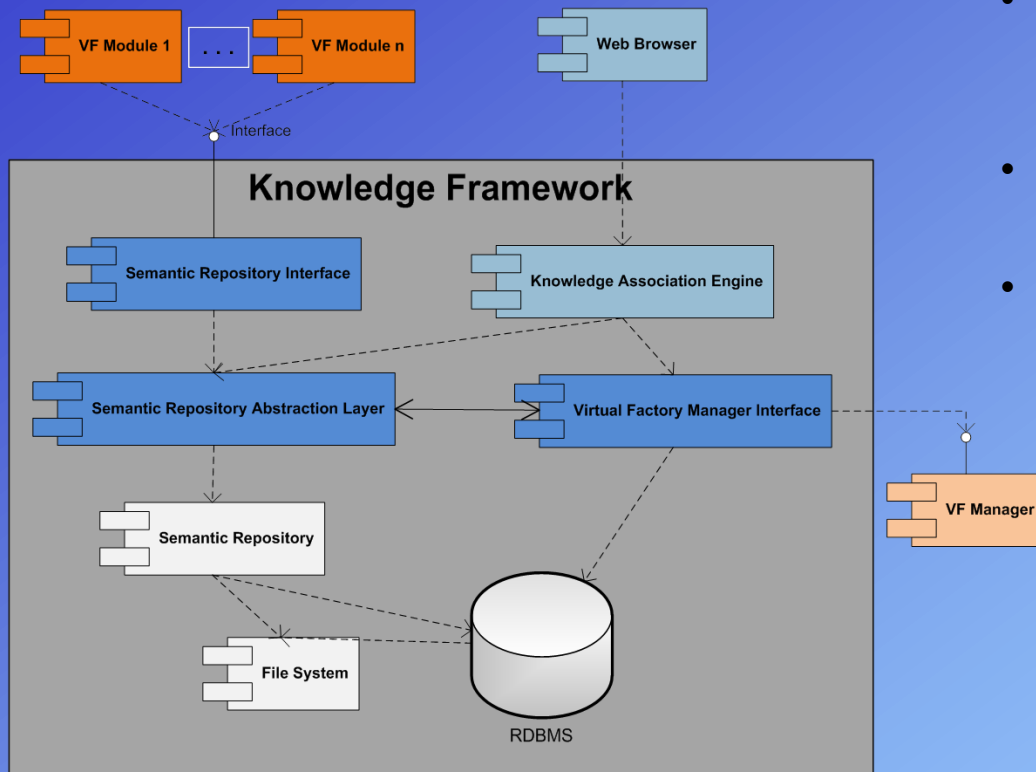 VF Module 1
. . .
VF Module n
Web Browser
Interface
Knowledge Framework
Semantic Repository Interface
Knowledge Association Engine
Semantic Repository Abstraction Layer
Virtual Factory Manager Interface
VF Manager
Semantic Repository
File System
RDBMS